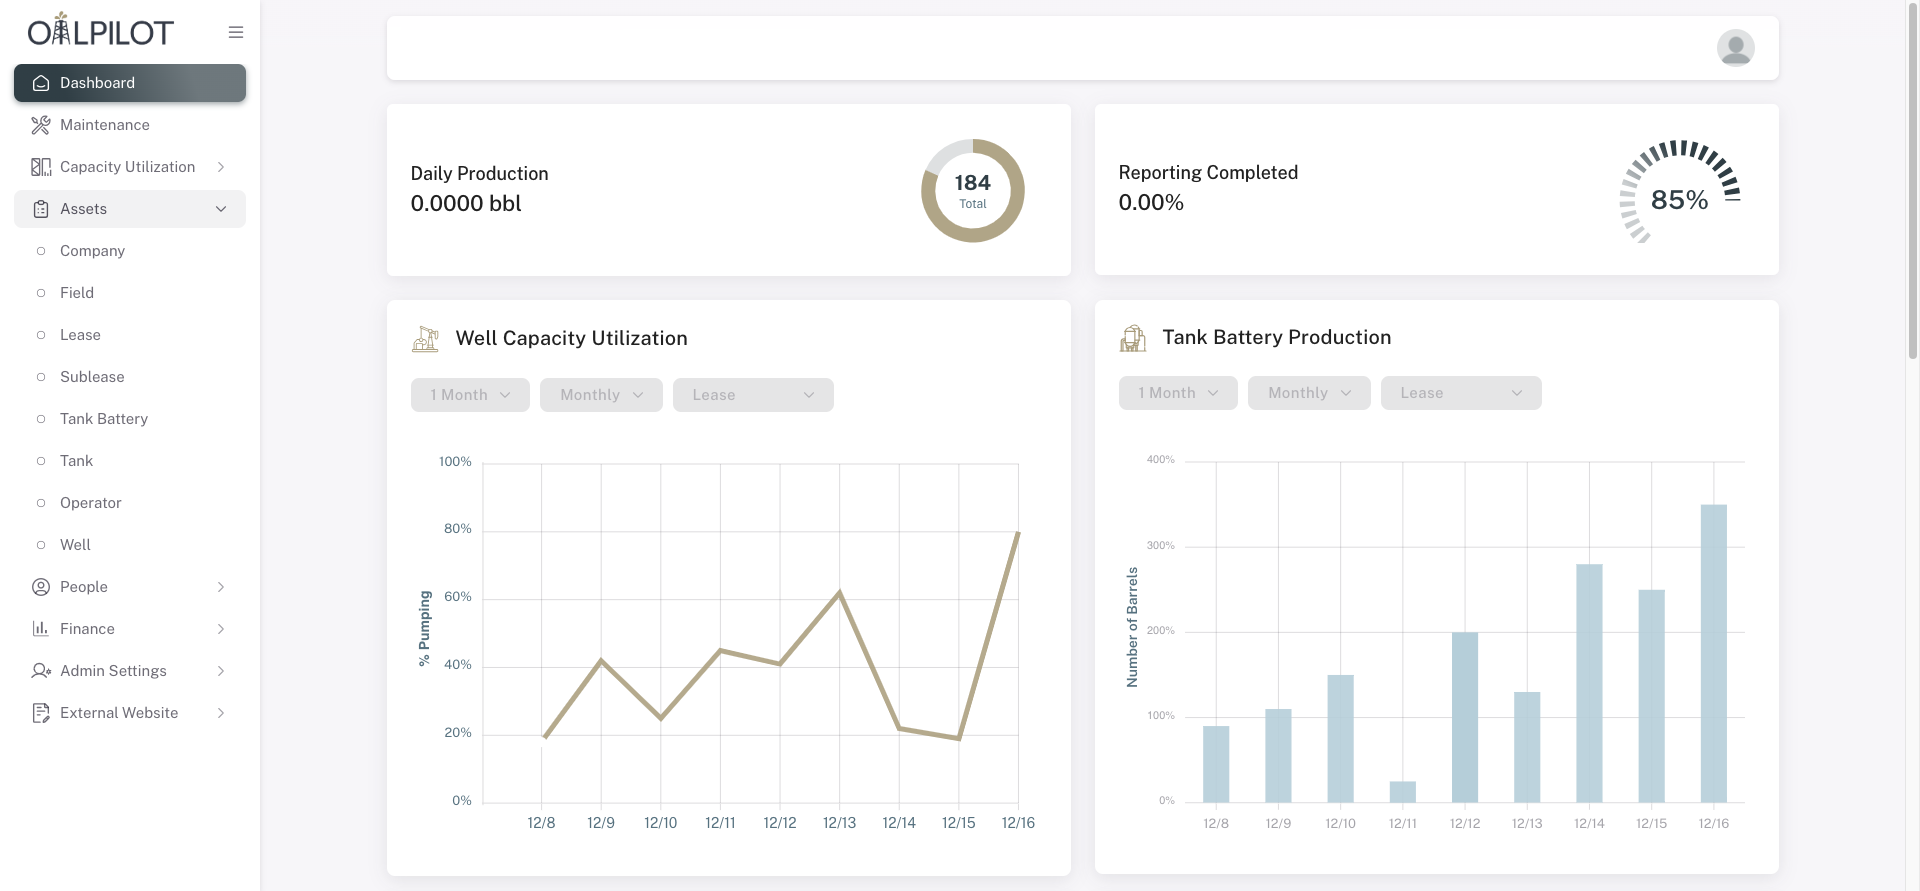 OILPILOT
Dashboard
Maintenance
Capacity Utilization
Assets
Company
Field
Lease
Sublease
Tank Battery
Tank
Operator
Well
People
Finance
Admin Settings
External Website
Daily Production
0.0000 bbl
184
Total
Reporting Completed
0.00%
85%
Well Capacity Utilization
1 Month
Monthly
Lease
% Pumping
100%
80%
60%
40%
20%
0%
12/8 12/9 12/10 12/11 12/12 12/13 12/14 12/15 12/16
Tank Battery Production
1 Month
Monthly
Lease
Number of Barrels
400%
300%
200%
100%
0%
12/8 12/9 12/10 12/11 12/12 12/13 12/14 12/15 12/16